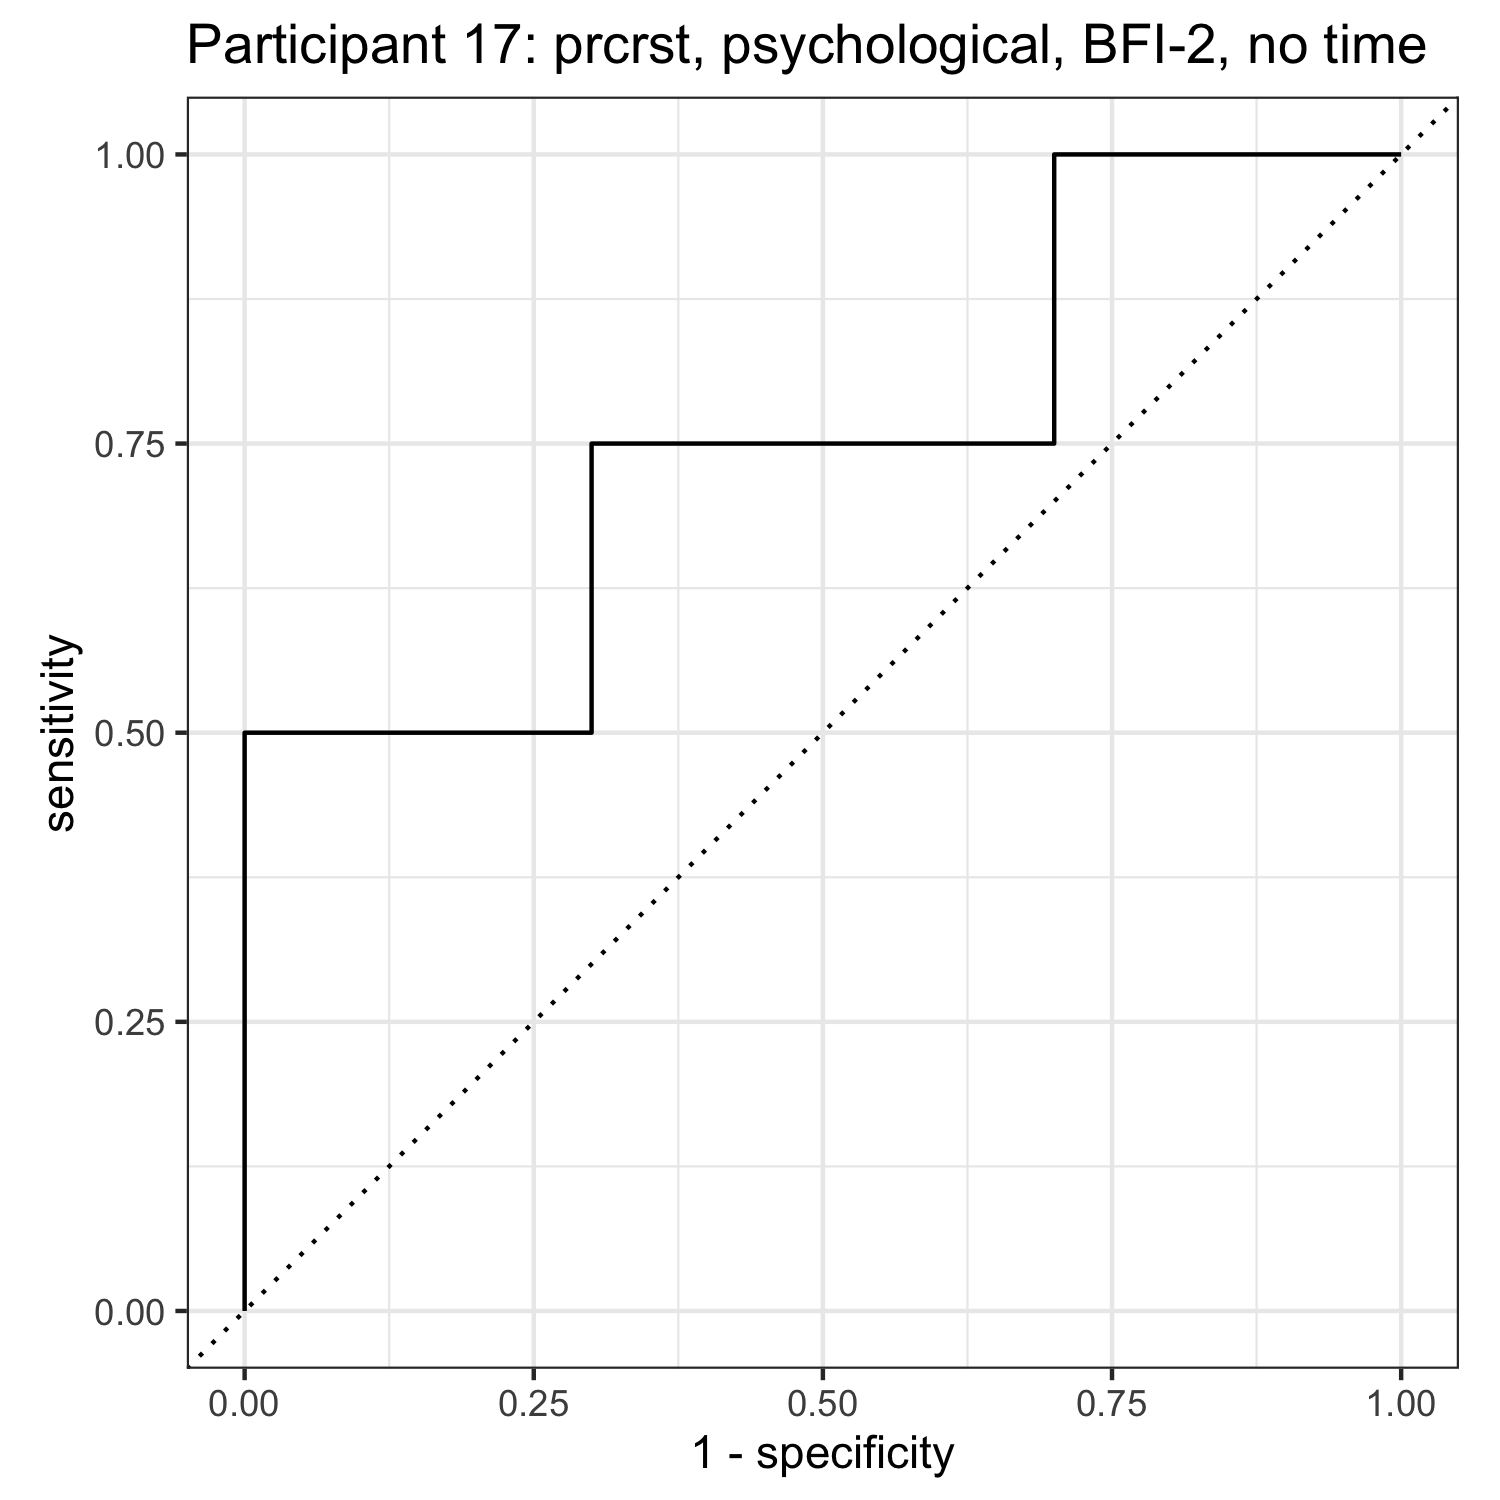 Participant 17: prcrst, psychological, BFI-2, no time
1.00
0.75
0.50
0.25
0.00
sensitivity
0.00 0.25 0.50 0.75 1.00
1 - specificity